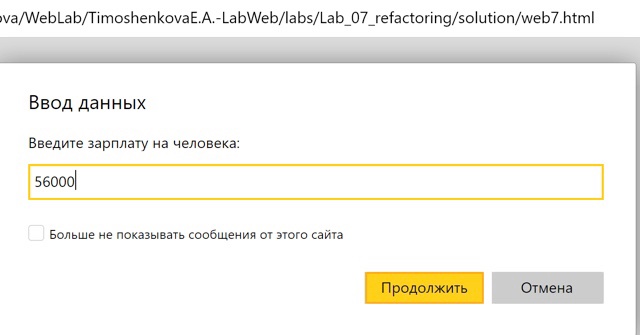 ova/WebLab/TimoshenkovaE.A.-LabWeb/labs/Lab_07_refactoring/solution/web7.html
Ввод данных
Введите зарплату на человека:
56000
Больше не показывать сообщения от этого сайта
Продолжить Отмена